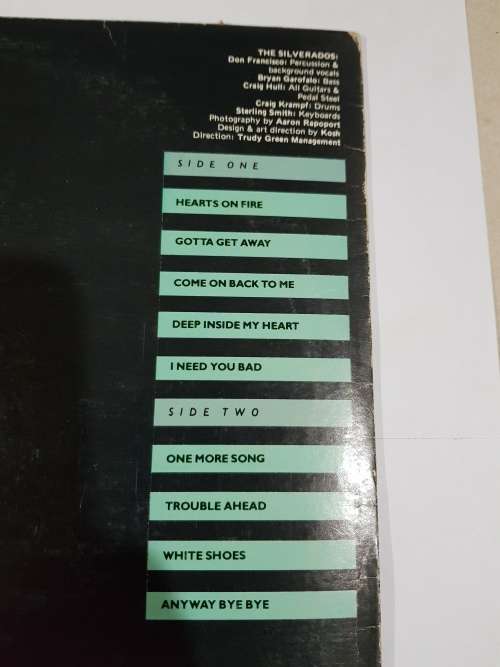 THE SILVERADOS:
Don Francisco: Percussion &
background vocals
Bryan Garofalo: Bass
Craig Hull: All Guitars &
Pedal Steel
Craig Krampf: Drums
Sterling Smith: Keyboards
Photography by Aaron Rapoport
Design & art direction by Kosh
Direction: Trudy Green Management
SIDE ONE
HEARTS ON FIRE
GOTTA GET AWAY
COME ON BACK TO ME
DEEP INSIDE MY HEART
I NEED YOU BAD
SIDE TWO
ONE MORE SONG
TROUBLE AHEAD
WHITE SHOES
ANYWAY BYE BYE